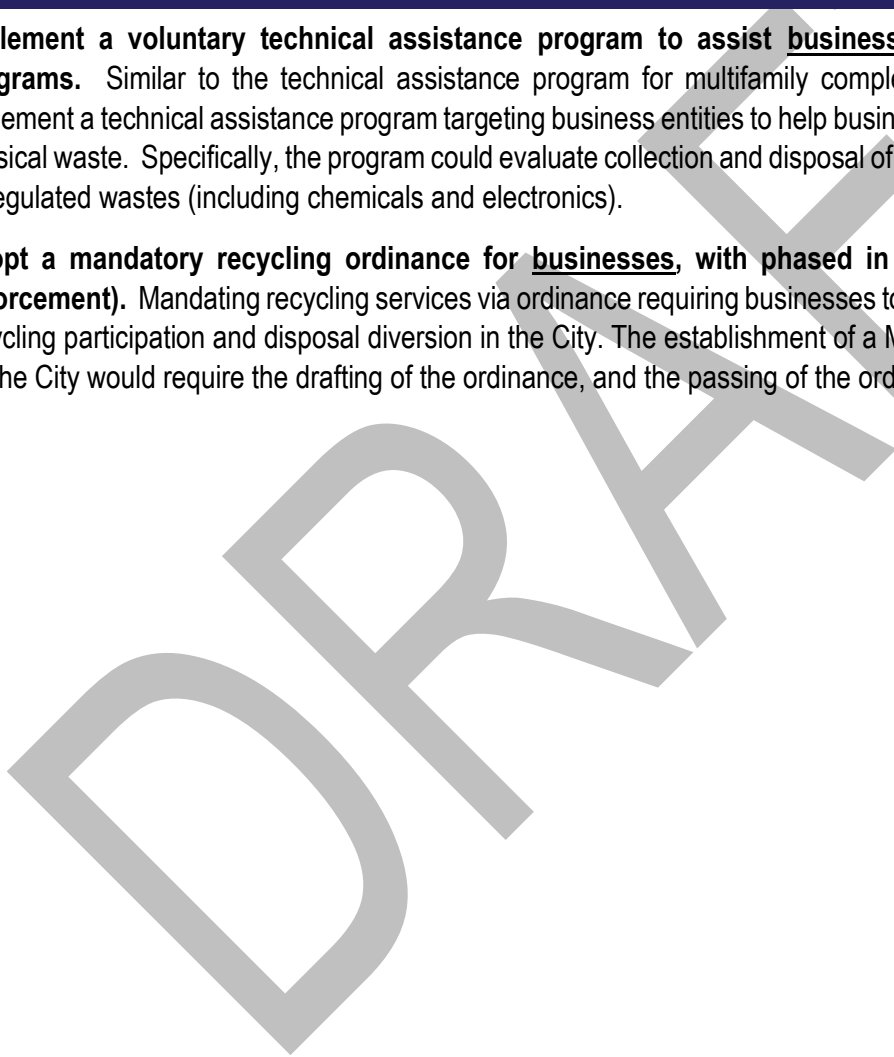 lement a voluntary technical assistance program to assist business
grams. Similar to the technical assistance program for multifamily comple
lement a technical assistance program targeting business entities to help busin
sical waste. Specifically, the program could evaluate collection and disposal of
egulated wastes (including chemicals and electronics).
opt a mandatory recycling ordinance for businesses, with phased in
orcement). Mandating recycling services via ordinance requiring businesses to
ycling participation and disposal diversion in the City. The establishment of a M
he City would require the drafting of the ordinance, and the passing of the ord
DRAF